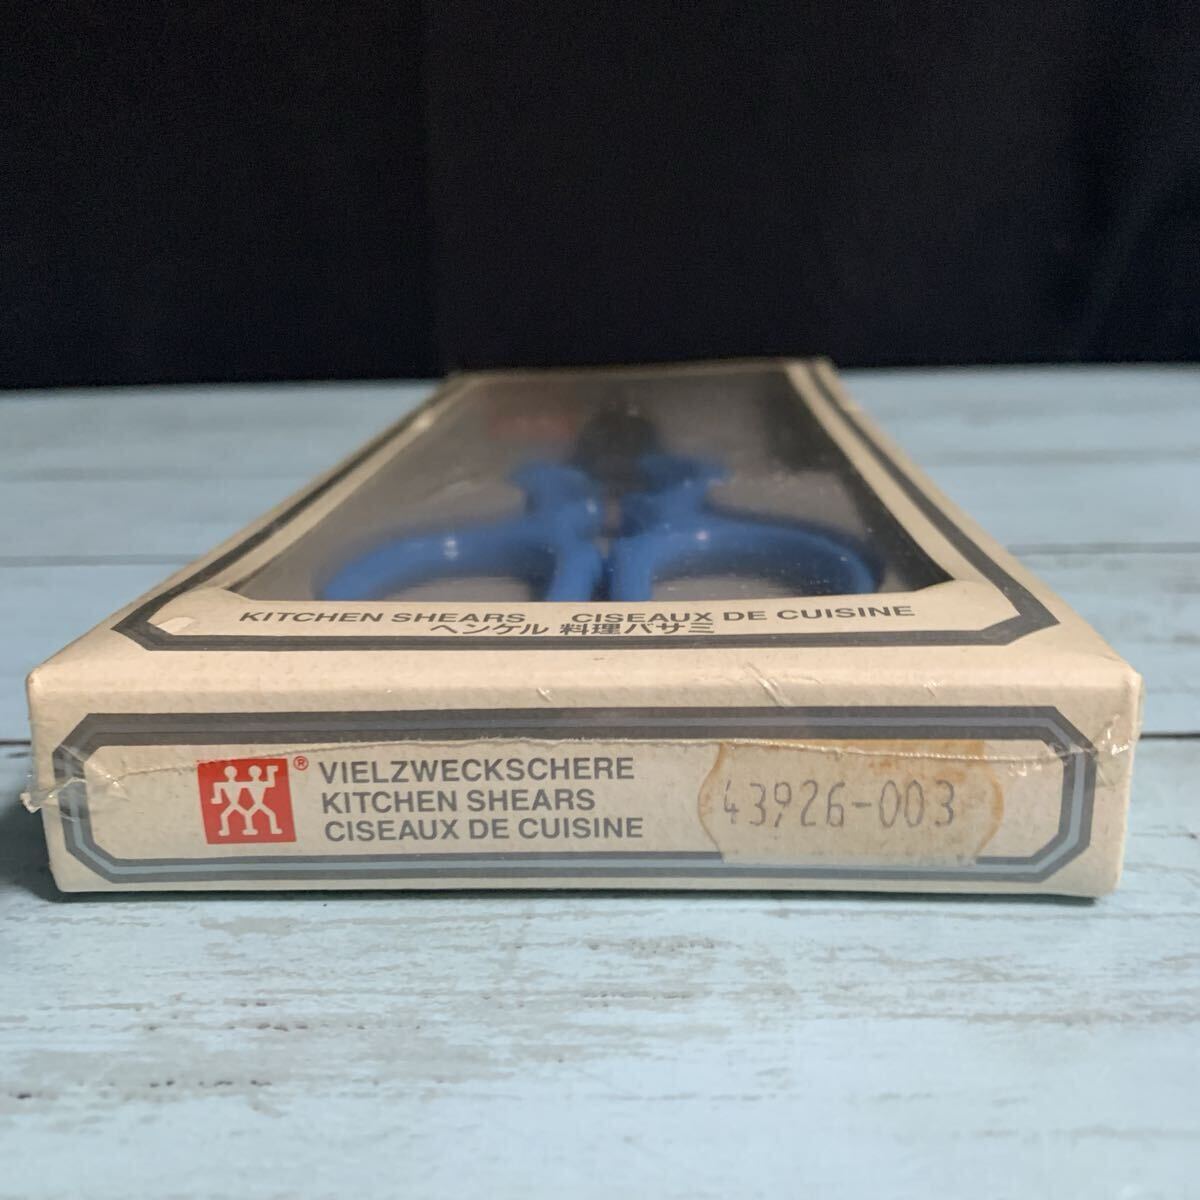 KITCHEN SHEARS CISEAUX DE CUISINE
ヘンケル 料理バサミ
®
VIELZWECKSCHERE
KITCHEN SHEARS
CISEAUX DE CUISINE
43926-003